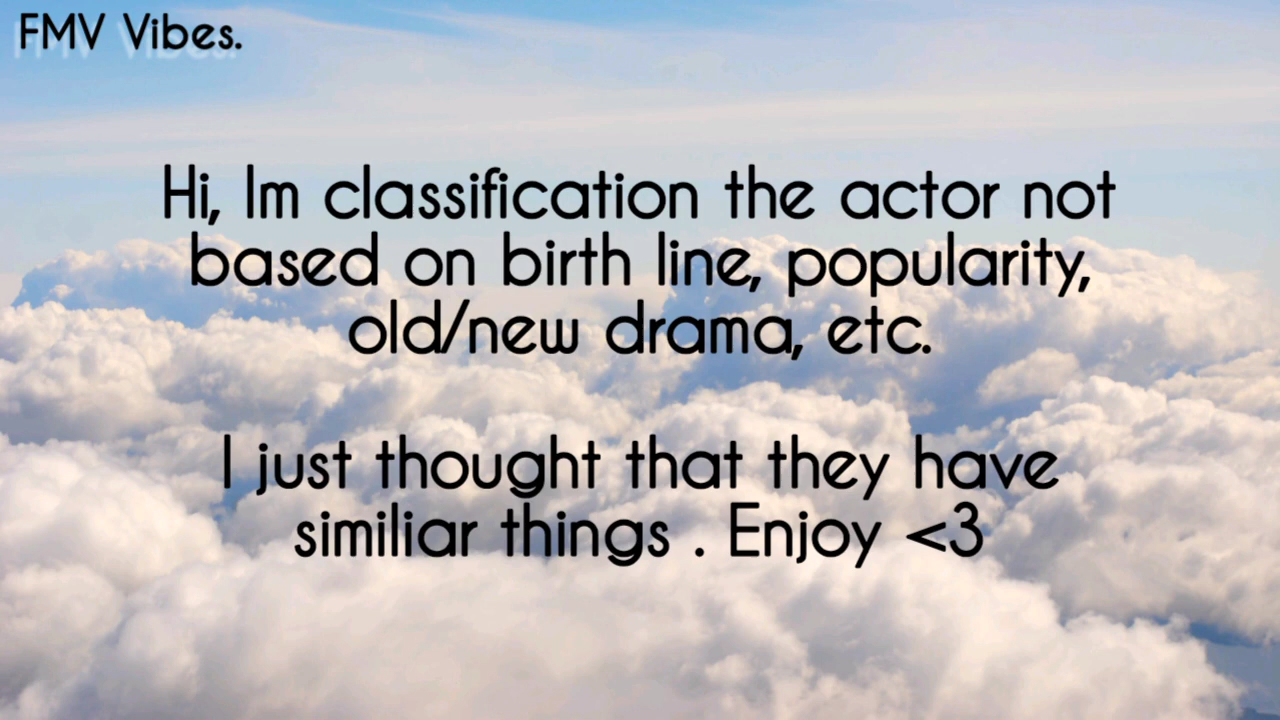 FMV Vibes.
Hi, Im classification the actor not
based on birth line, popularity,
old/new drama, etc.
I just thought that they have
similiar things . Enjoy <3